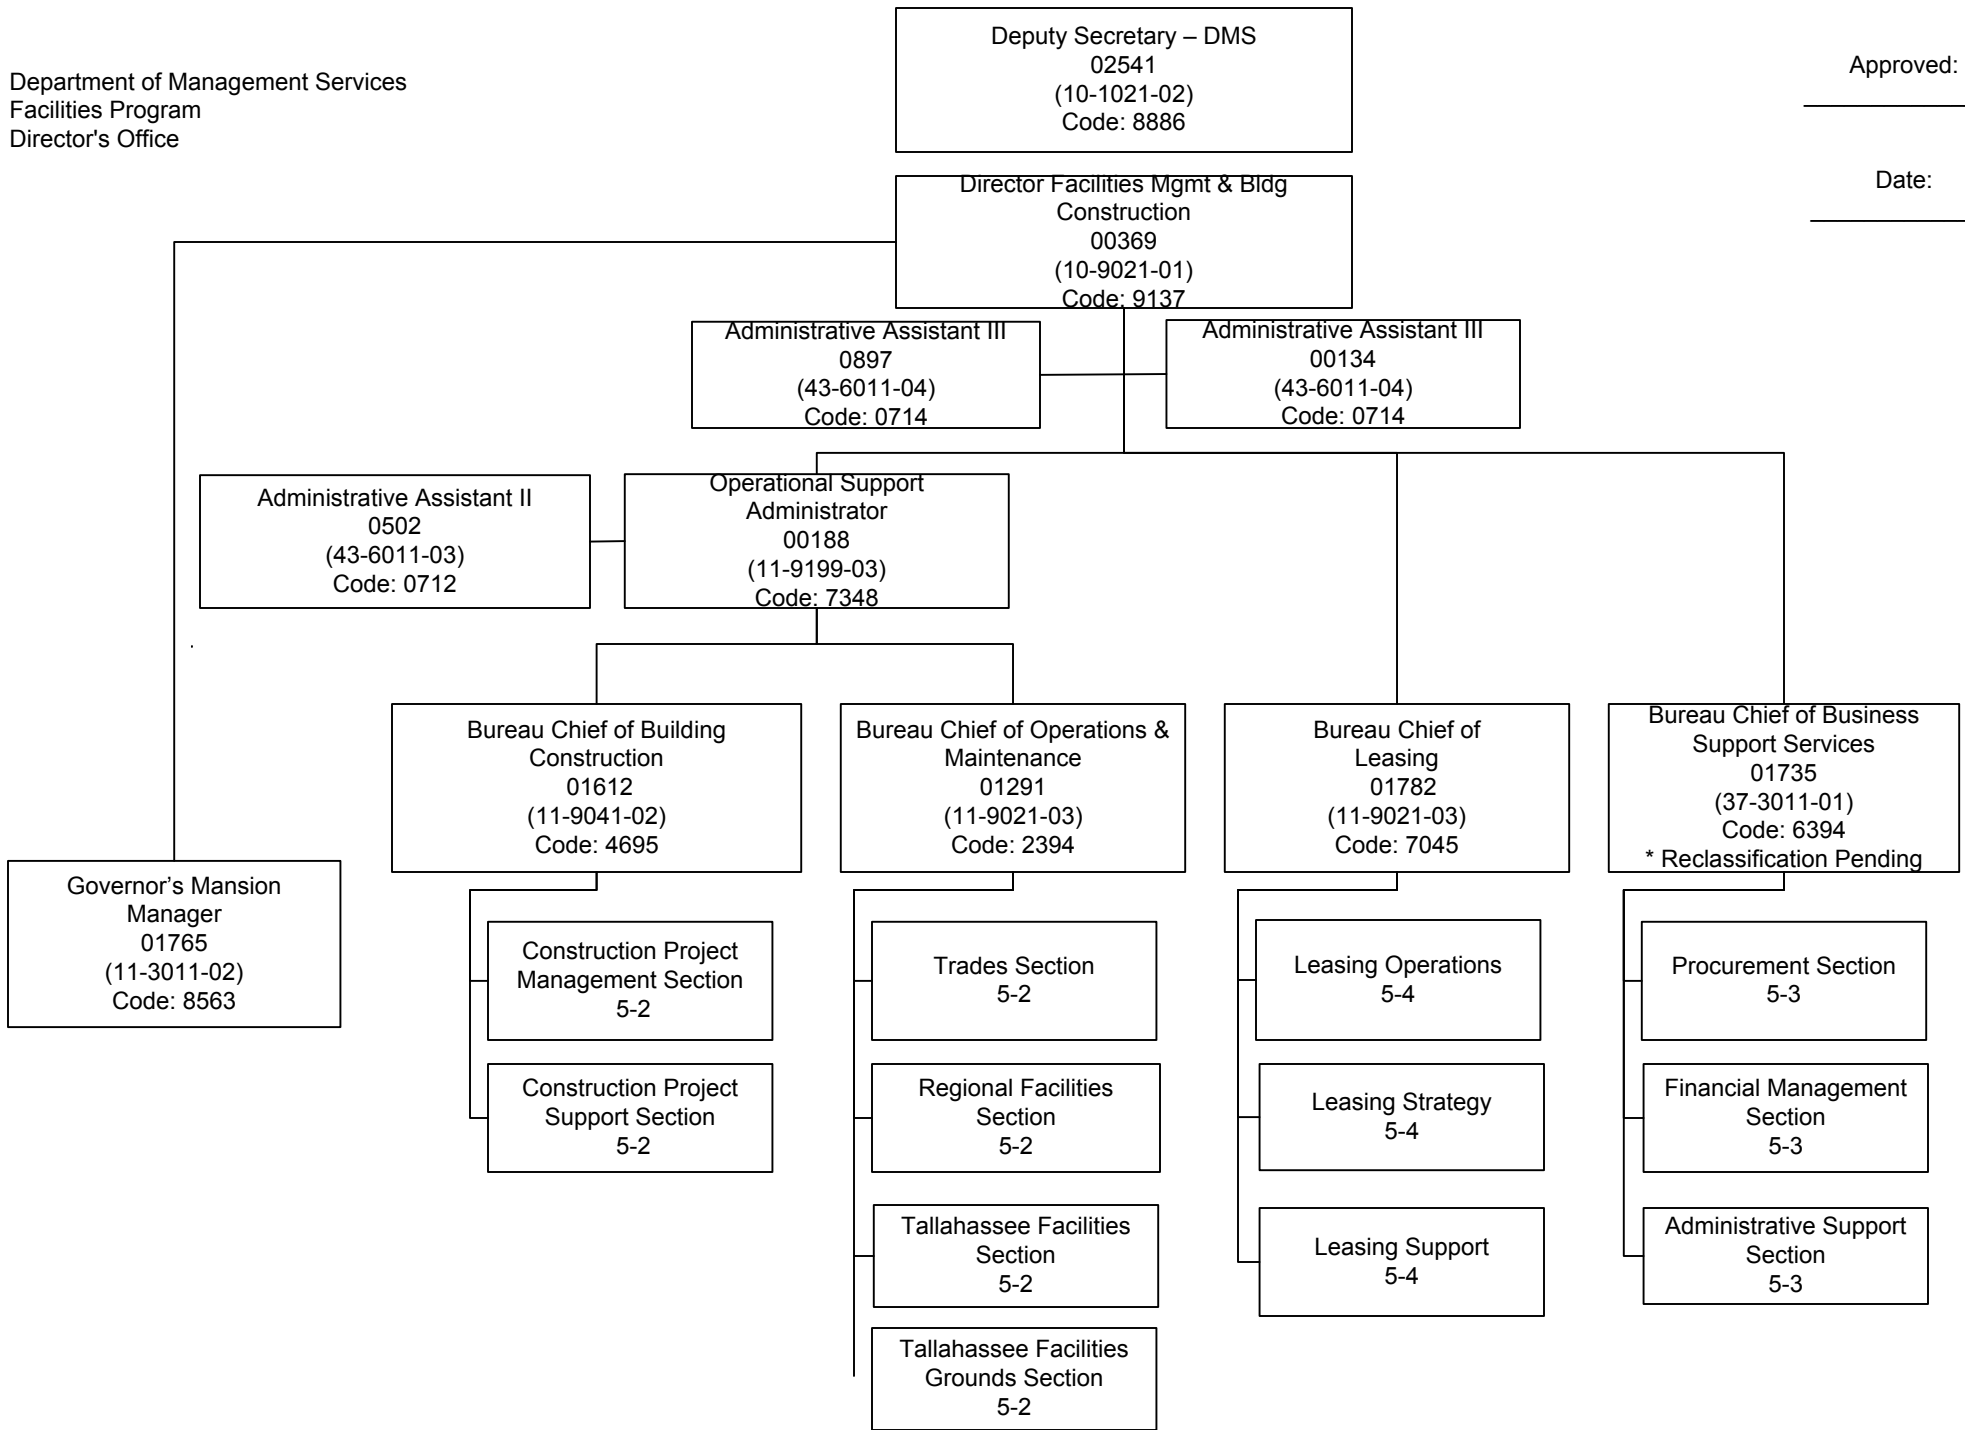 Department of Management Services
Facilities Program
Director's Office
Deputy Secretary – DMS
02541
(10-1021-02)
Code: 8886
Approved:
Date:
Director Facilities Mgmt & Bldg
Construction
00369
(10-9021-01)
Code: 9137
Administrative Assistant III
0897
(43-6011-04)
Code: 0714
Administrative Assistant III
00134
(43-6011-04)
Code: 0714
Administrative Assistant II
0502
(43-6011-03)
Code: 0712
Operational Support
Administrator
00188
(11-9199-03)
Code: 7348
Bureau Chief of Building
Construction
01612
(11-9041-02)
Code: 4695
Bureau Chief of Operations &
Maintenance
01291
(11-9021-03)
Code: 2394
Bureau Chief of
Leasing
01782
(11-9021-03)
Code: 7045
Bureau Chief of Business
Support Services
01735
(37-3011-01)
Code: 6394
* Reclassification Pending
Governor’s Mansion
Manager
01765
(11-3011-02)
Code: 8563
Construction Project
Management Section
5-2
Construction Project
Support Section
5-2
Trades Section
5-2
Regional Facilities
Section
5-2
Tallahassee Facilities
Section
5-2
Tallahassee Facilities
Grounds Section
5-2
Leasing Operations
5-4
Leasing Strategy
5-4
Leasing Support
5-4
Procurement Section
5-3
Financial Management
Section
5-3
Administrative Support
Section
5-3